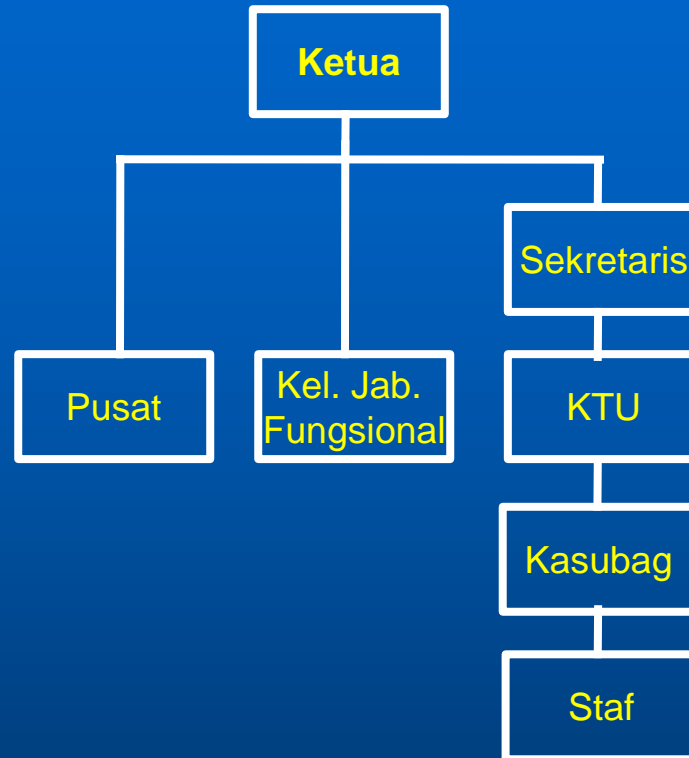 Ketua
Sekretaris
Pusat
Kel. Jab.
Fungsional
KTU
Kasubag
Staf